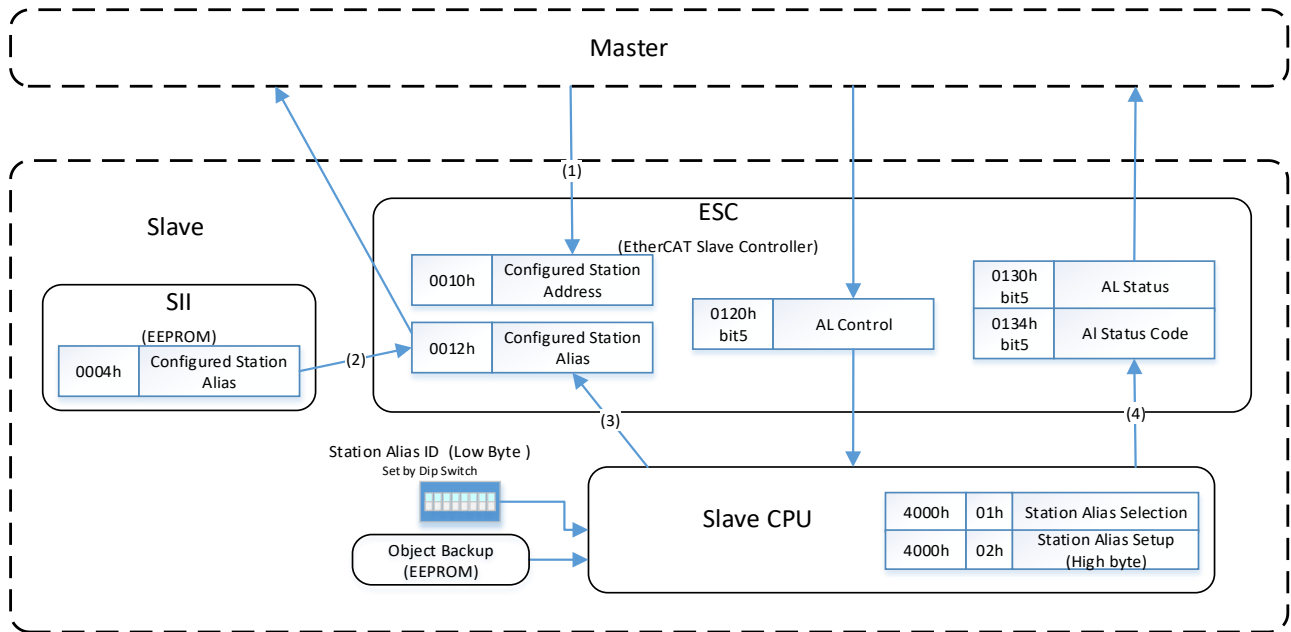 Master
(1)
Slave
ESC
(EtherCAT Slave Controller)
0010h
Configured Station
Address
0012h
Configured Station
Alias
0120h
bit5
AL Control
0130h
bit5
AL Status
0134h
bit5
Al Status Code
SII
(EEPROM)
0004h
Configured Station
Alias
(2)
(3)
(4)
Station Alias ID (Low Byte )
Set by Dip Switch
Object Backup
(EEPROM)
Slave CPU
4000h
01h
Station Alias Selection
4000h
02h
Station Alias Setup
(High byte)